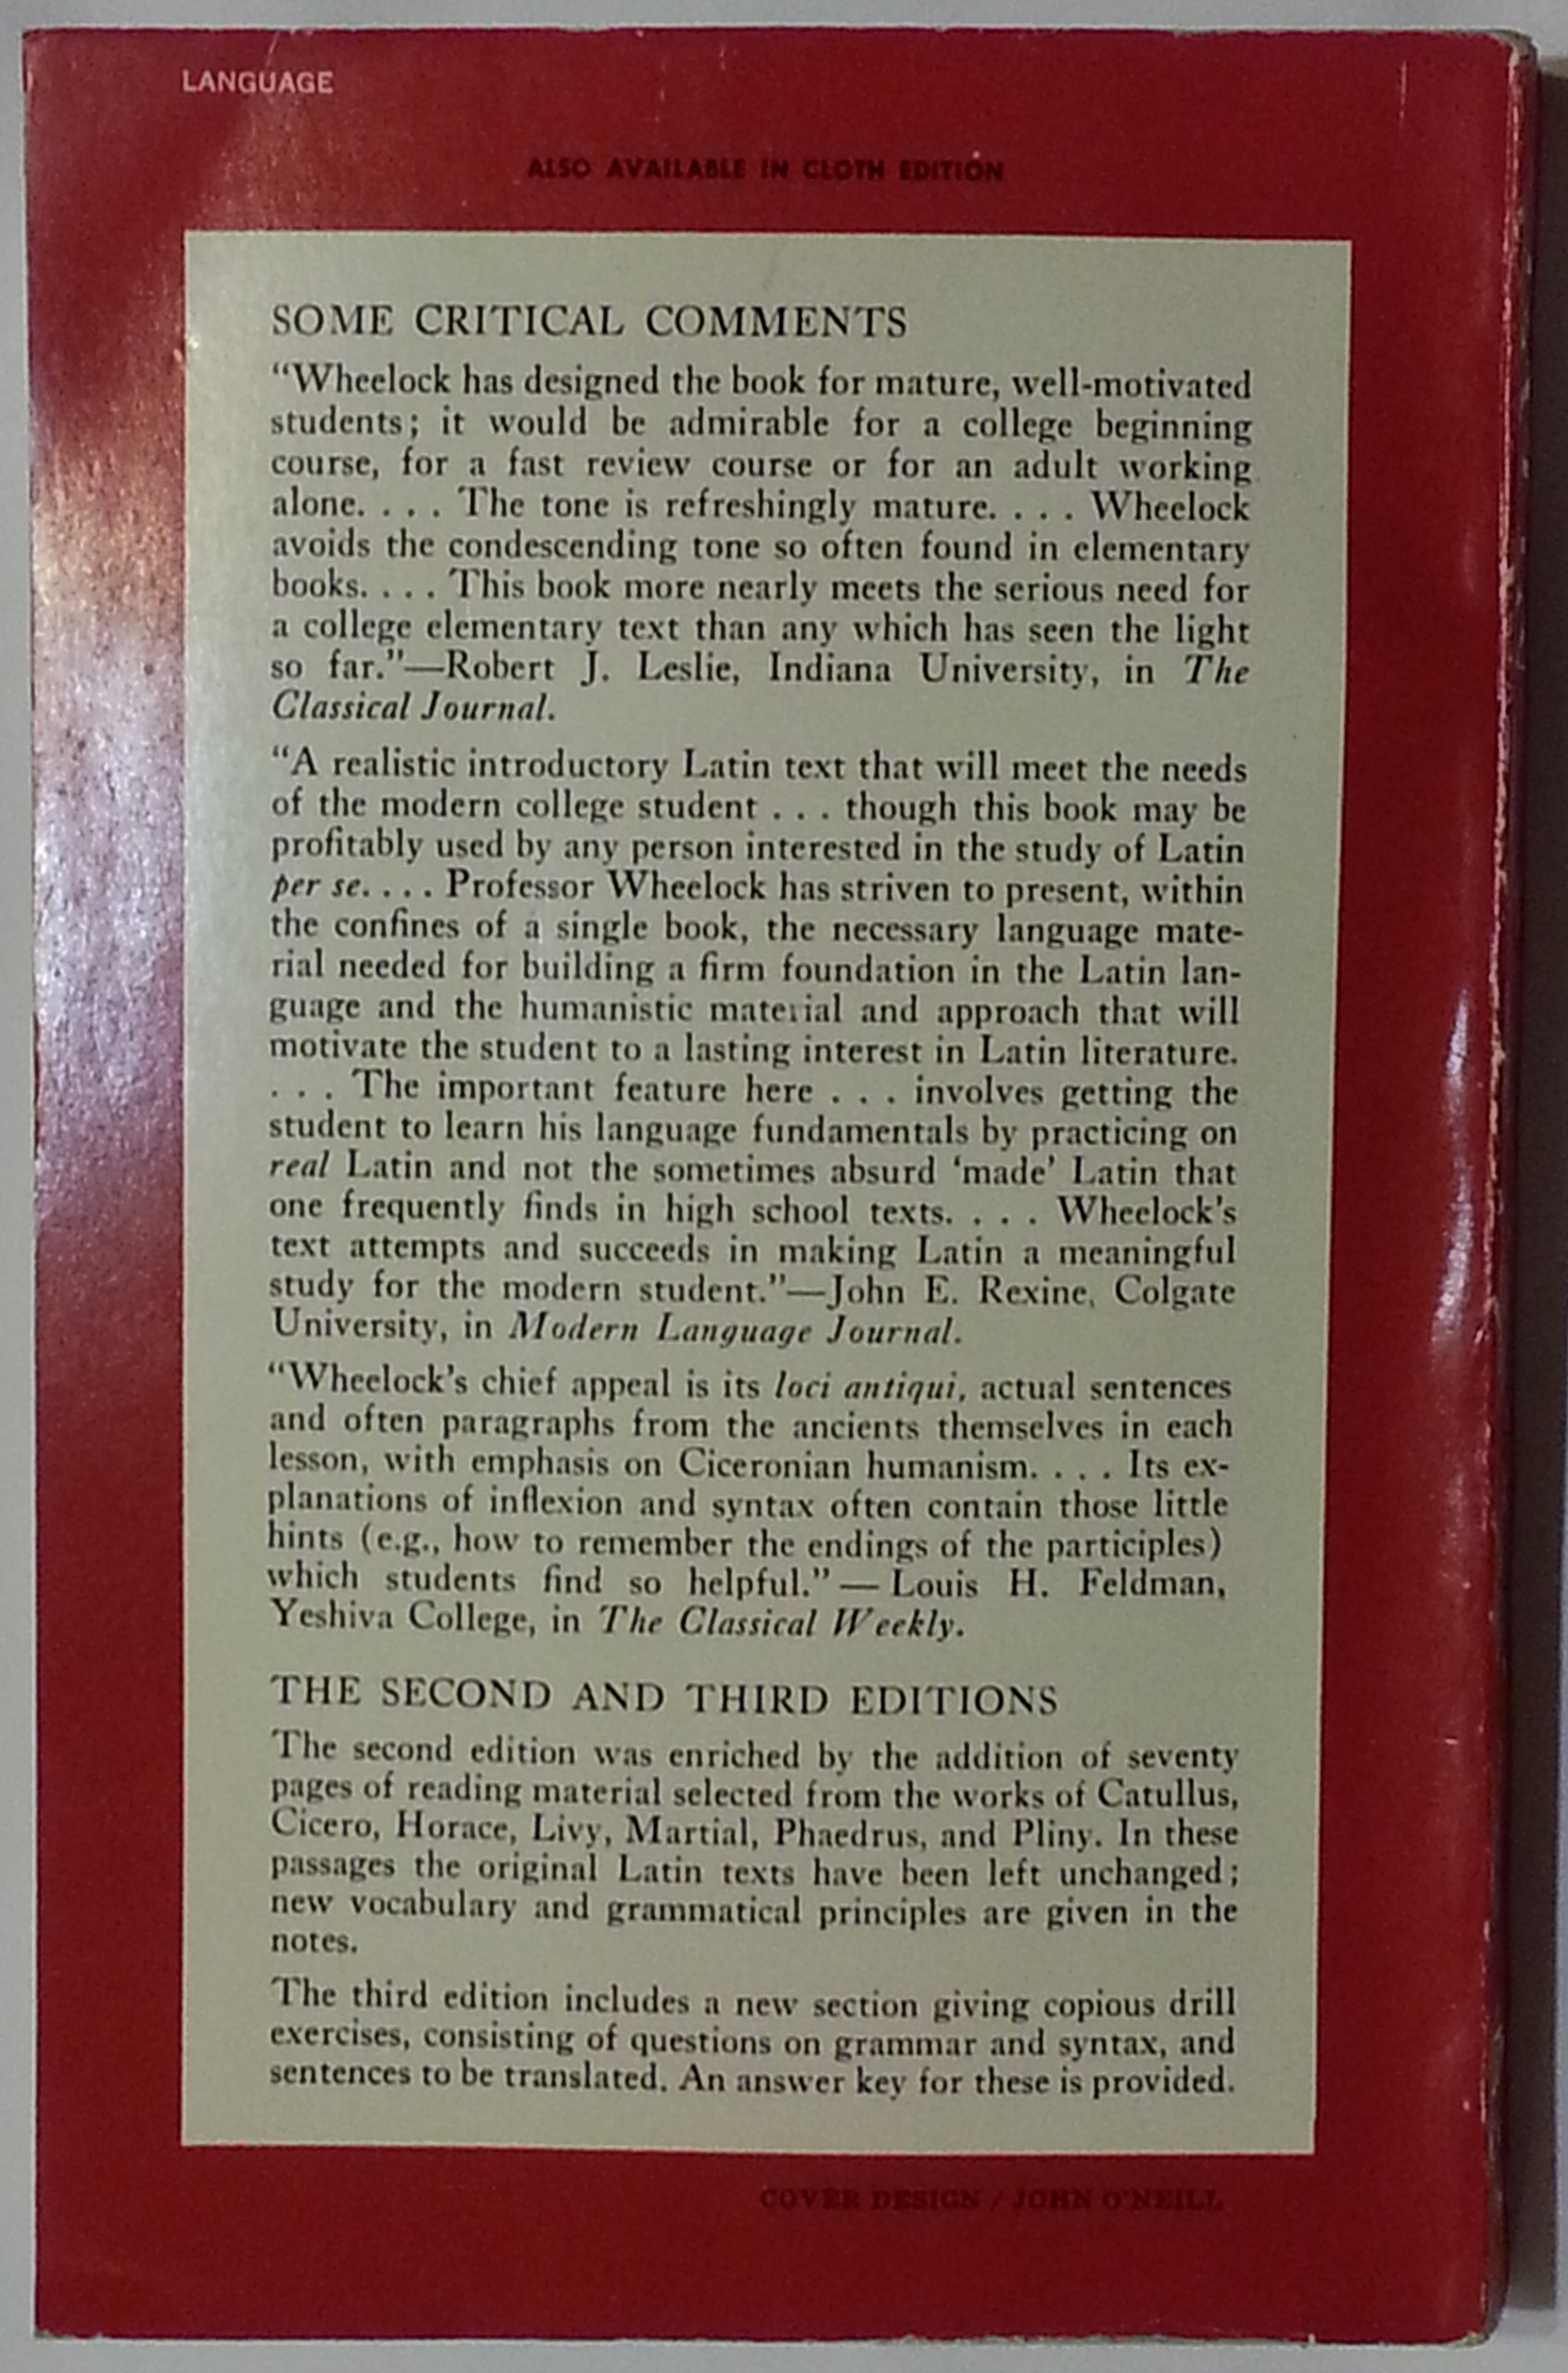 LANGUAGE
ALSO AVAILABLE IN CLOTH EDITION
SOME CRITICAL COMMENTS
“Wheelock has designed the book for mature, well-motivated
students; it would be admirable for a college beginning
course, for a fast review course or for an adult working
alone. . . . The tone is refreshingly mature. . . . Wheelock
avoids the condescending tone so often found in elementary
books. . . . This book more nearly meets the serious need for
a college elementary text than any which has seen the light
so far.”—Robert J. Leslie, Indiana University, in The
Classical Journal.
“A realistic introductory Latin text that will meet the needs
of the modern college student . . . though this book may be
profitably used by any person interested in the study of Latin
per se. . . . Professor Wheelock has striven to present, within
the confines of a single book, the necessary language mate-
rial needed for building a firm foundation in the Latin lan-
guage and the humanistic material and approach that will
motivate the student to a lasting interest in Latin literature.
. . . The important feature here . . . involves getting the
student to learn his language fundamentals by practicing on
real Latin and not the sometimes absurd ‘made’ Latin that
one frequently finds in high school texts. . . . Wheelock’s
text attempts and succeeds in making Latin a meaningful
study for the modern student.”—John E. Rexine, Colgate
University, in Modern Language Journal.
“Wheelock’s chief appeal is its loci antiqui, actual sentences
and often paragraphs from the ancients themselves in each
lesson, with emphasis on Ciceronian humanism. . . . Its ex-
planations of inflexion and syntax often contain those little
hints (e.g., how to remember the endings of the participles)
which students find so helpful.” — Louis H. Feldman,
Yeshiva College, in The Classical Weekly.
THE SECOND AND THIRD EDITIONS
The second edition was enriched by the addition of seventy
pages of reading material selected from the works of Catullus,
Cicero, Horace, Livy, Martial, Phaedrus, and Pliny. In these
passages the original Latin texts have been left unchanged;
new vocabulary and grammatical principles are given in the
notes.
The third edition includes a new section giving copious drill
exercises, consisting of questions on grammar and syntax, and
sentences to be translated. An answer key for these is provided.
COVER DESIGN / JOHN O’NEILL